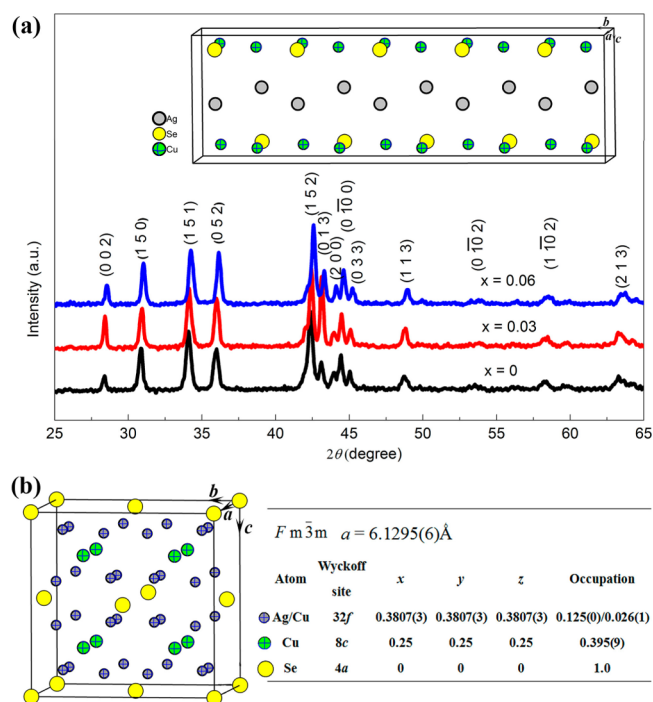 (a)
b
a
c
Ag
Se
Cu
(0 0 2)
(1 5 0)
(1 5 1)
(0 5 2)
(1 5 2)
(0 1 3)
(2 0 0)
(0 1̅0̅ 0)
(0 3 3)
(1 1 3)
(0 1̅0̅ 2)
(1 1̅0̅ 2)
(2 1 3)
x = 0.06
x = 0.03
x = 0
Intensity (a.u.)
25 30 35 40 45 50 55 60 65
2θ(degree)
(b)
b
a
c
F m 3̅ m a = 6.1295(6)Å
Atom Wyckoff site x y z Occupation
Ag/Cu 32f 0.3807(3) 0.3807(3) 0.3807(3) 0.125(0)/0.026(1)
Cu 8c 0.25 0.25 0.25 0.395(9)
Se 4a 0 0 0 1.0